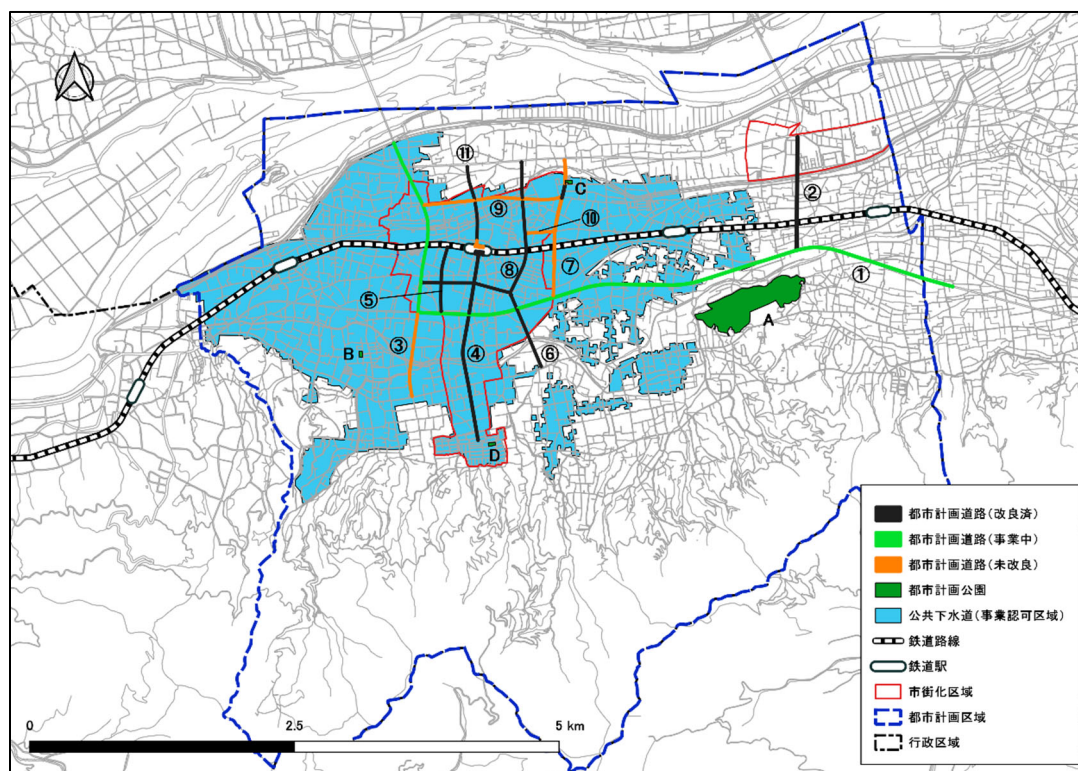 ⑪
C
②
⑨
⑩
⑧
⑦
①
⑤
A
③
B
④
⑥
D
都市計画道路(改良済)
都市計画道路(事業中)
都市計画道路(未改良)
都市計画公園
公共下水道(事業認可区域)
鉄道路線
鉄道駅
市街化区域
都市計画区域
行政区域
0 2.5 5 km